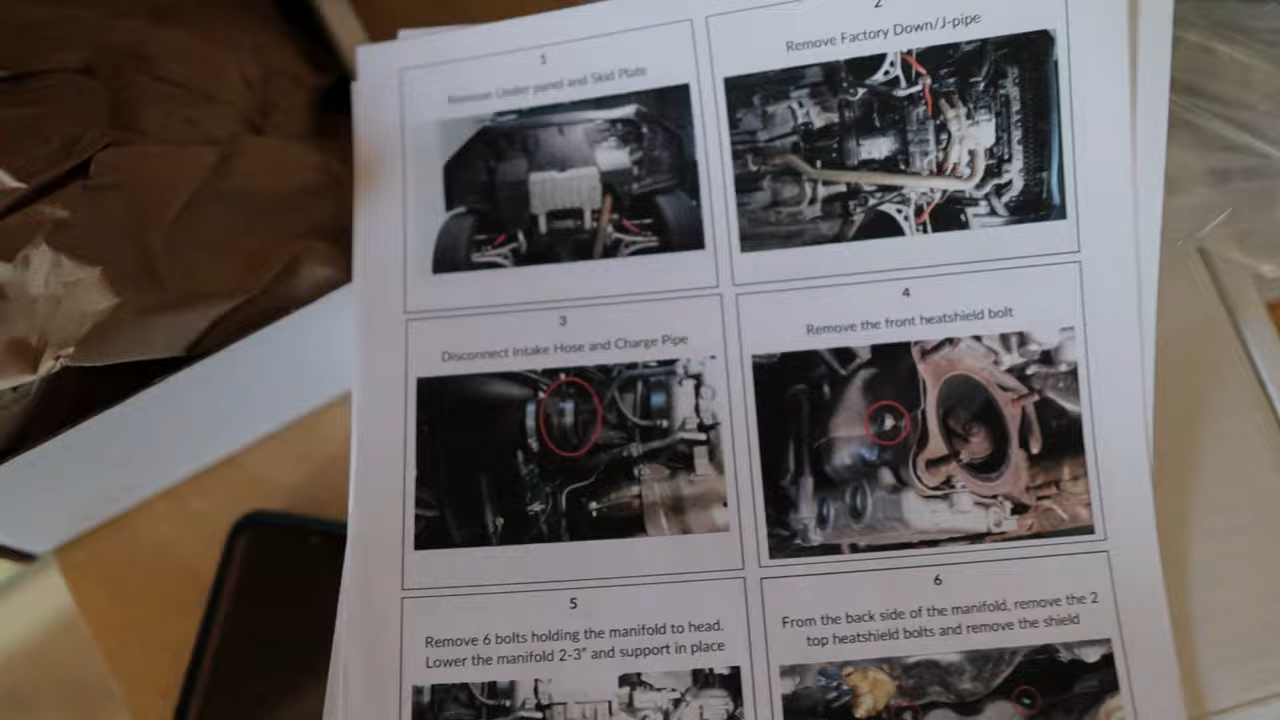 1
Remove Under panel and Skid Plate
2
Remove Factory Down/J-pipe
3
Disconnect Intake Hose and Charge Pipe
4
Remove the front heatshield bolt
5
Remove 6 bolts holding the manifold to head.
Lower the manifold 2-3" and support in place
6
From the back side of the manifold, remove the 2
top heatshield bolts and remove the shield